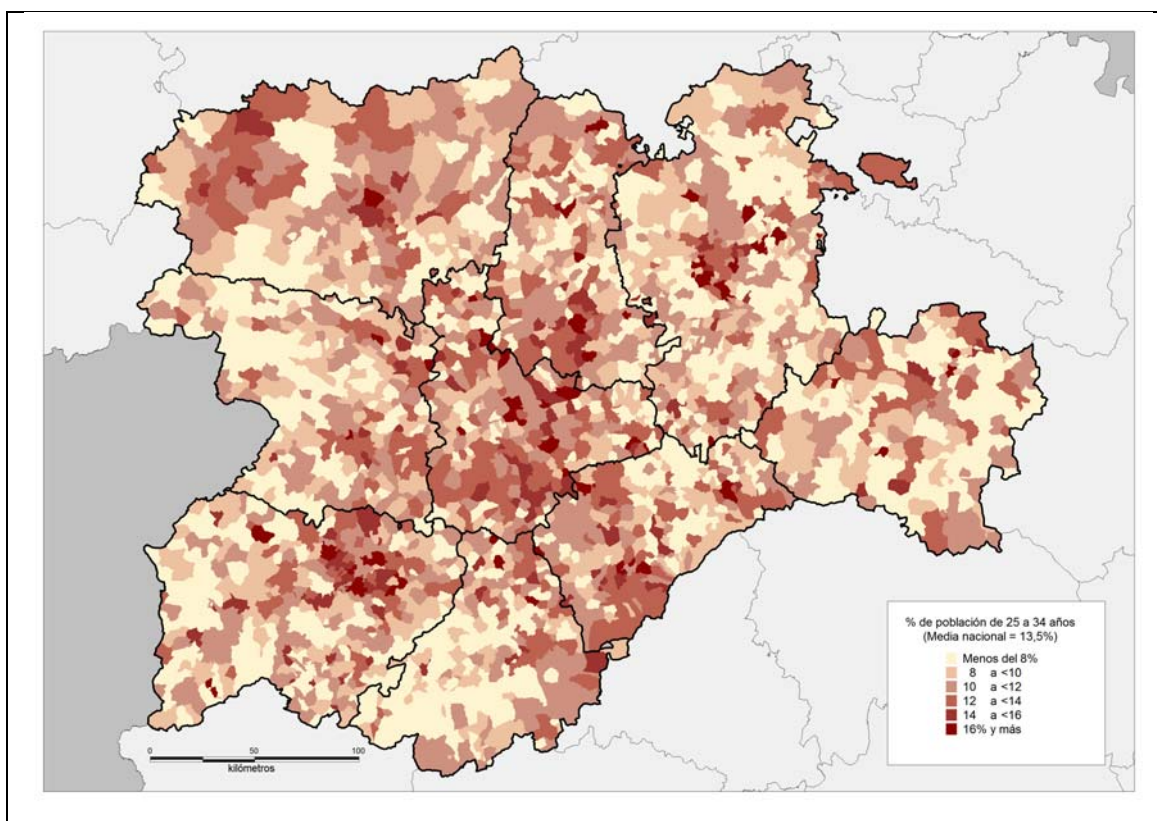 % de población de 25 a 34 años
(Media nacional = 13,5%)
Menos del 8%
8 a <10
10 a <12
12 a <14
14 a <16
16% y más
0 50 100
kilómetros